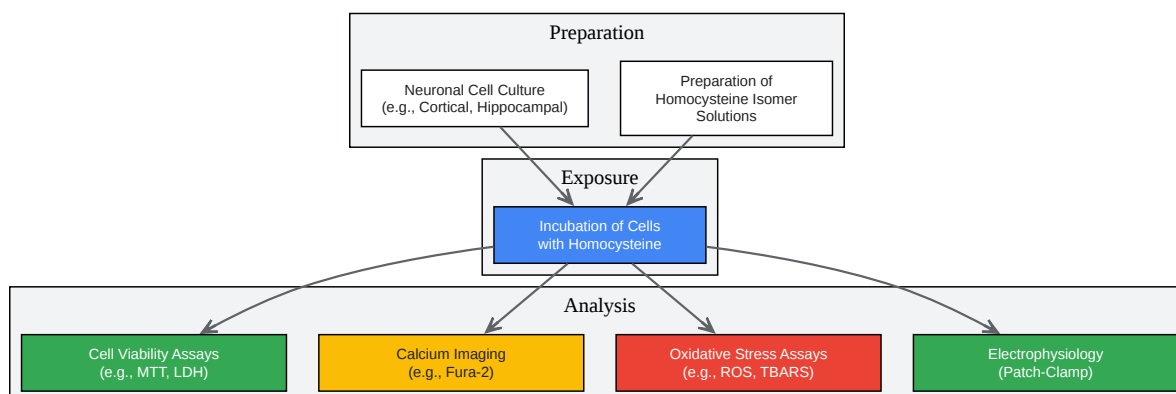 Preparation
Neuronal Cell Culture
(e.g., Cortical, Hippocampal)
Preparation of
Homocysteine Isomer
Solutions
Exposure
Incubation of Cells
with Homocysteine
Analysis
Cell Viability Assays
(e.g., MTT, LDH)
Calcium Imaging
(e.g., Fura-2)
Oxidative Stress Assays
(e.g., ROS, TBARS)
Electrophysiology
(Patch-Clamp)